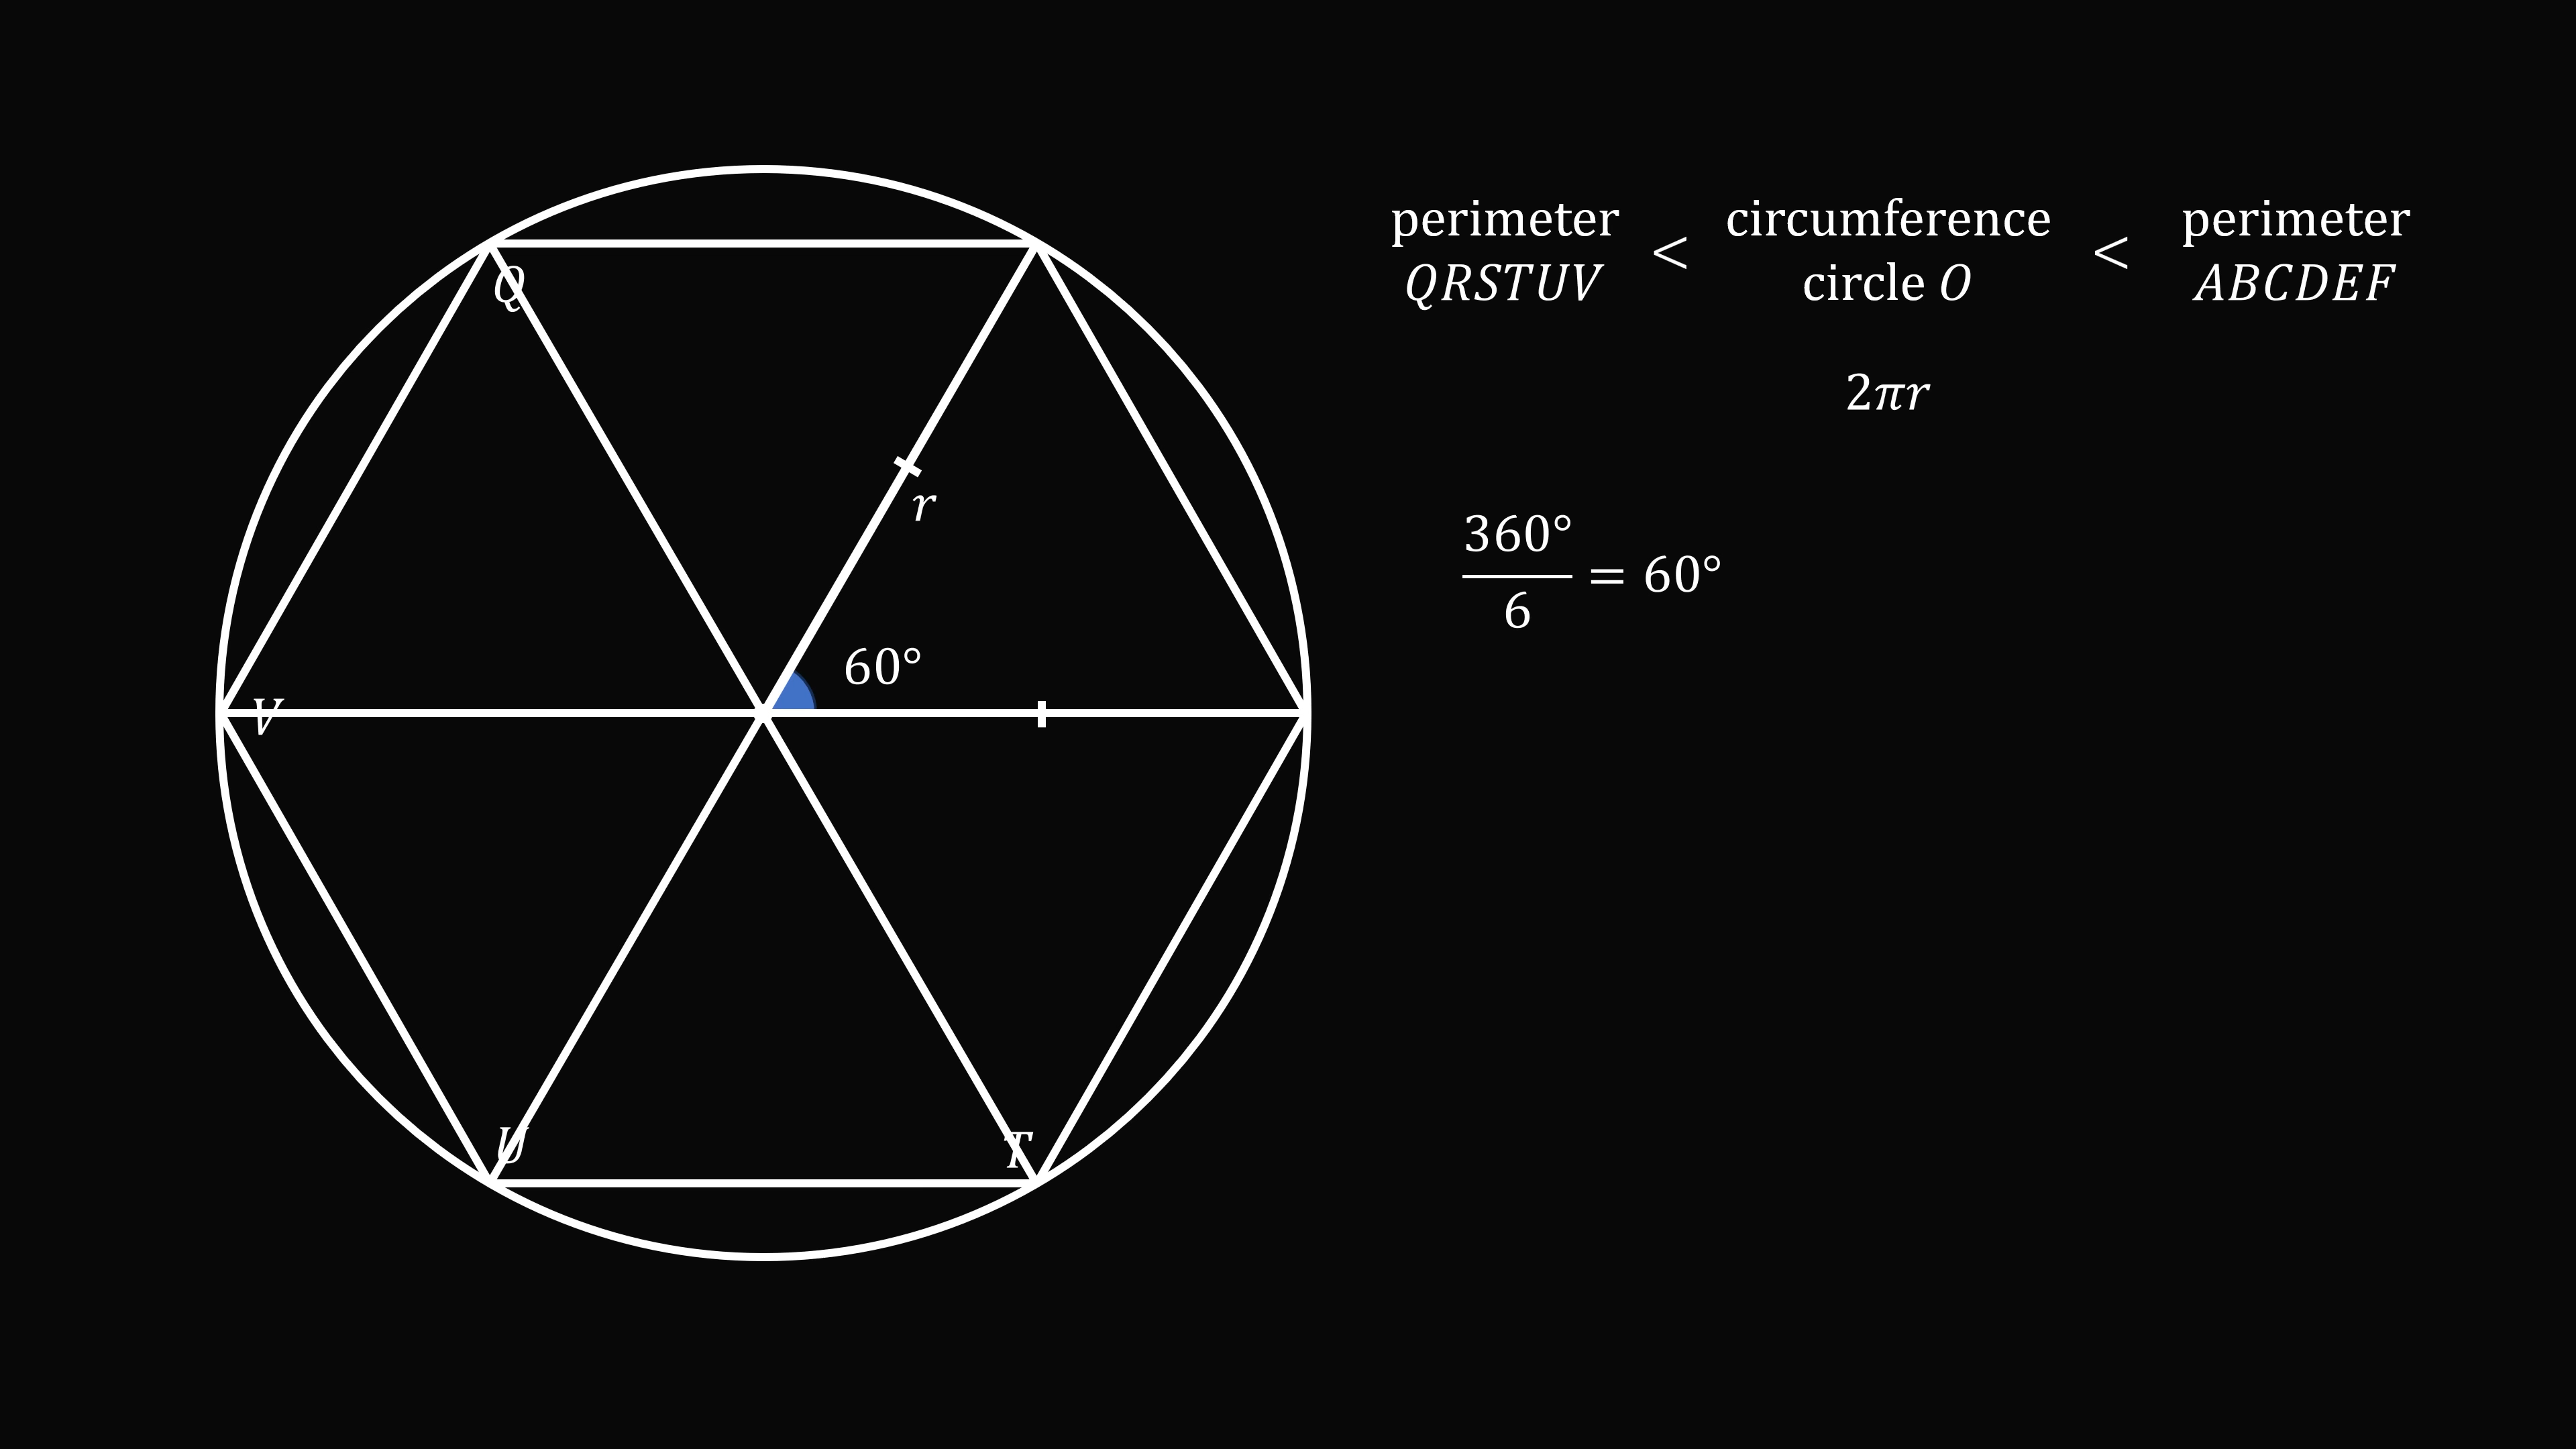 perimeter < circumference < perimeter
QRSTUV circle O ABCDEF
2πr
360°
6
= 60°
Q
r
60°
V
U
T